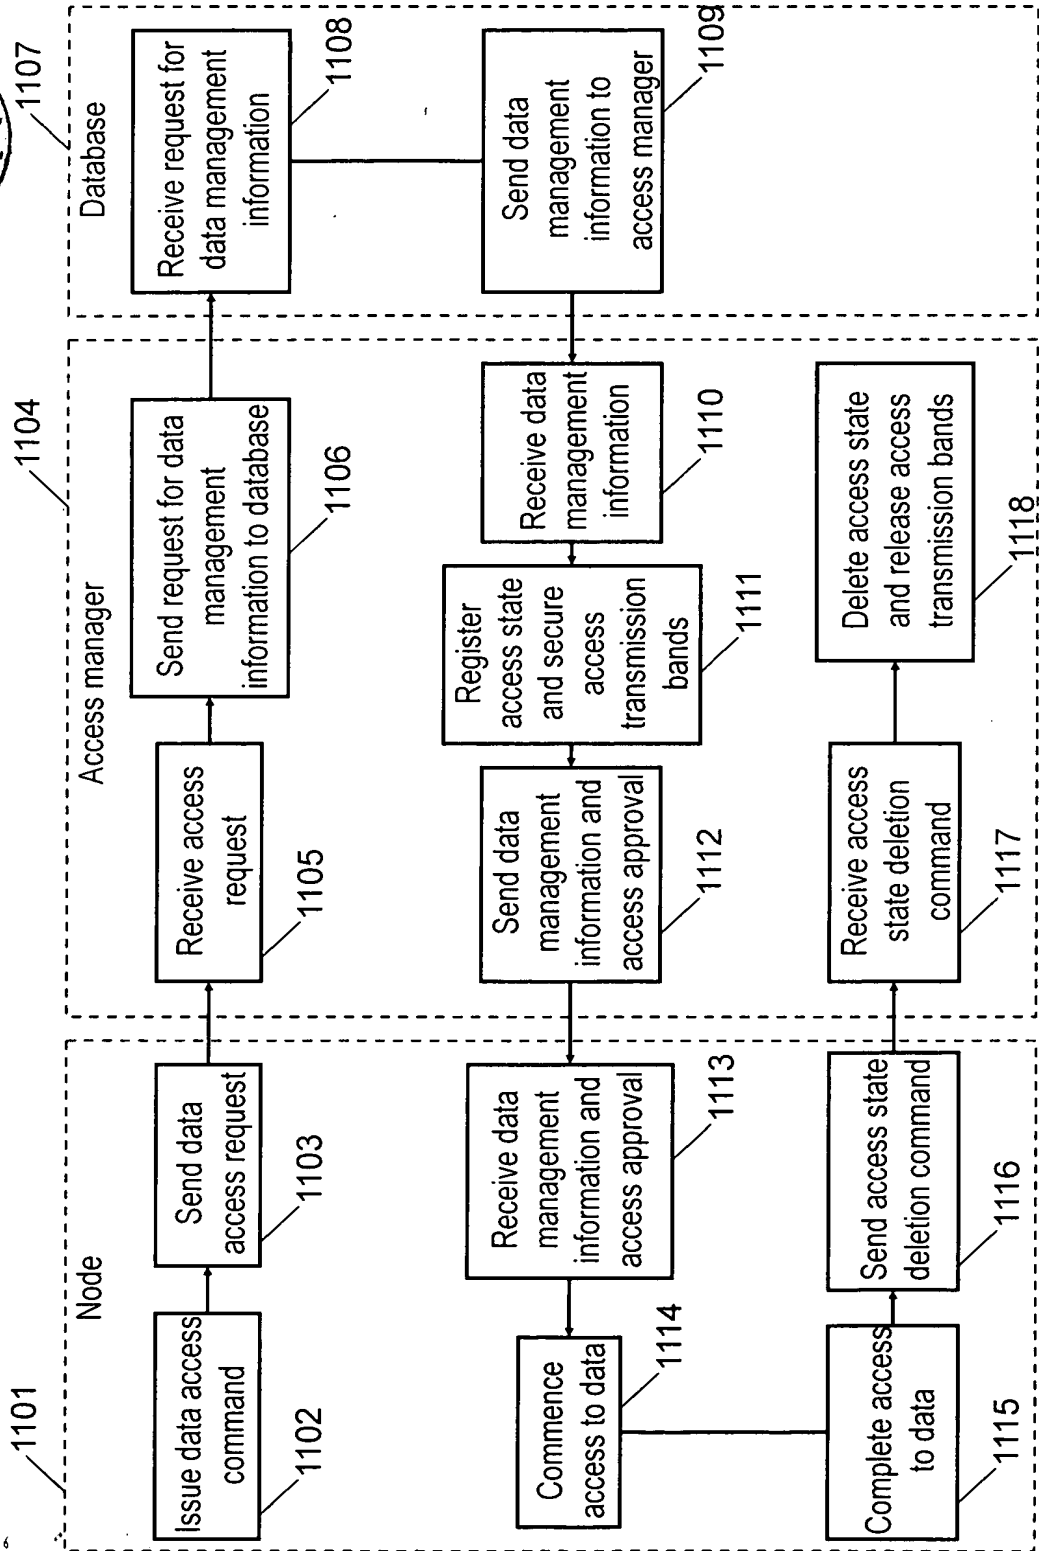 1101
Node
Issue data access
command
1102
Send data
access request
1103
1104
Access manager
Receive access
request
1105
Send request for data
management
information to database
1106
1107
Database
Receive request for
data management
information
1108
Send data
management
information to
access manager
1109
Receive data
management
information
1110
Register
access state
and secure
access
transmission
bands
1111
Send data
management
information and
access approval
1112
Receive data
management
information and
access approval
1113
Commence
access to data
1114
Complete access
to data
1115
Send access state
deletion command
1116
Receive access
state deletion
command
1117
Delete access state
and release access
transmission bands
1118